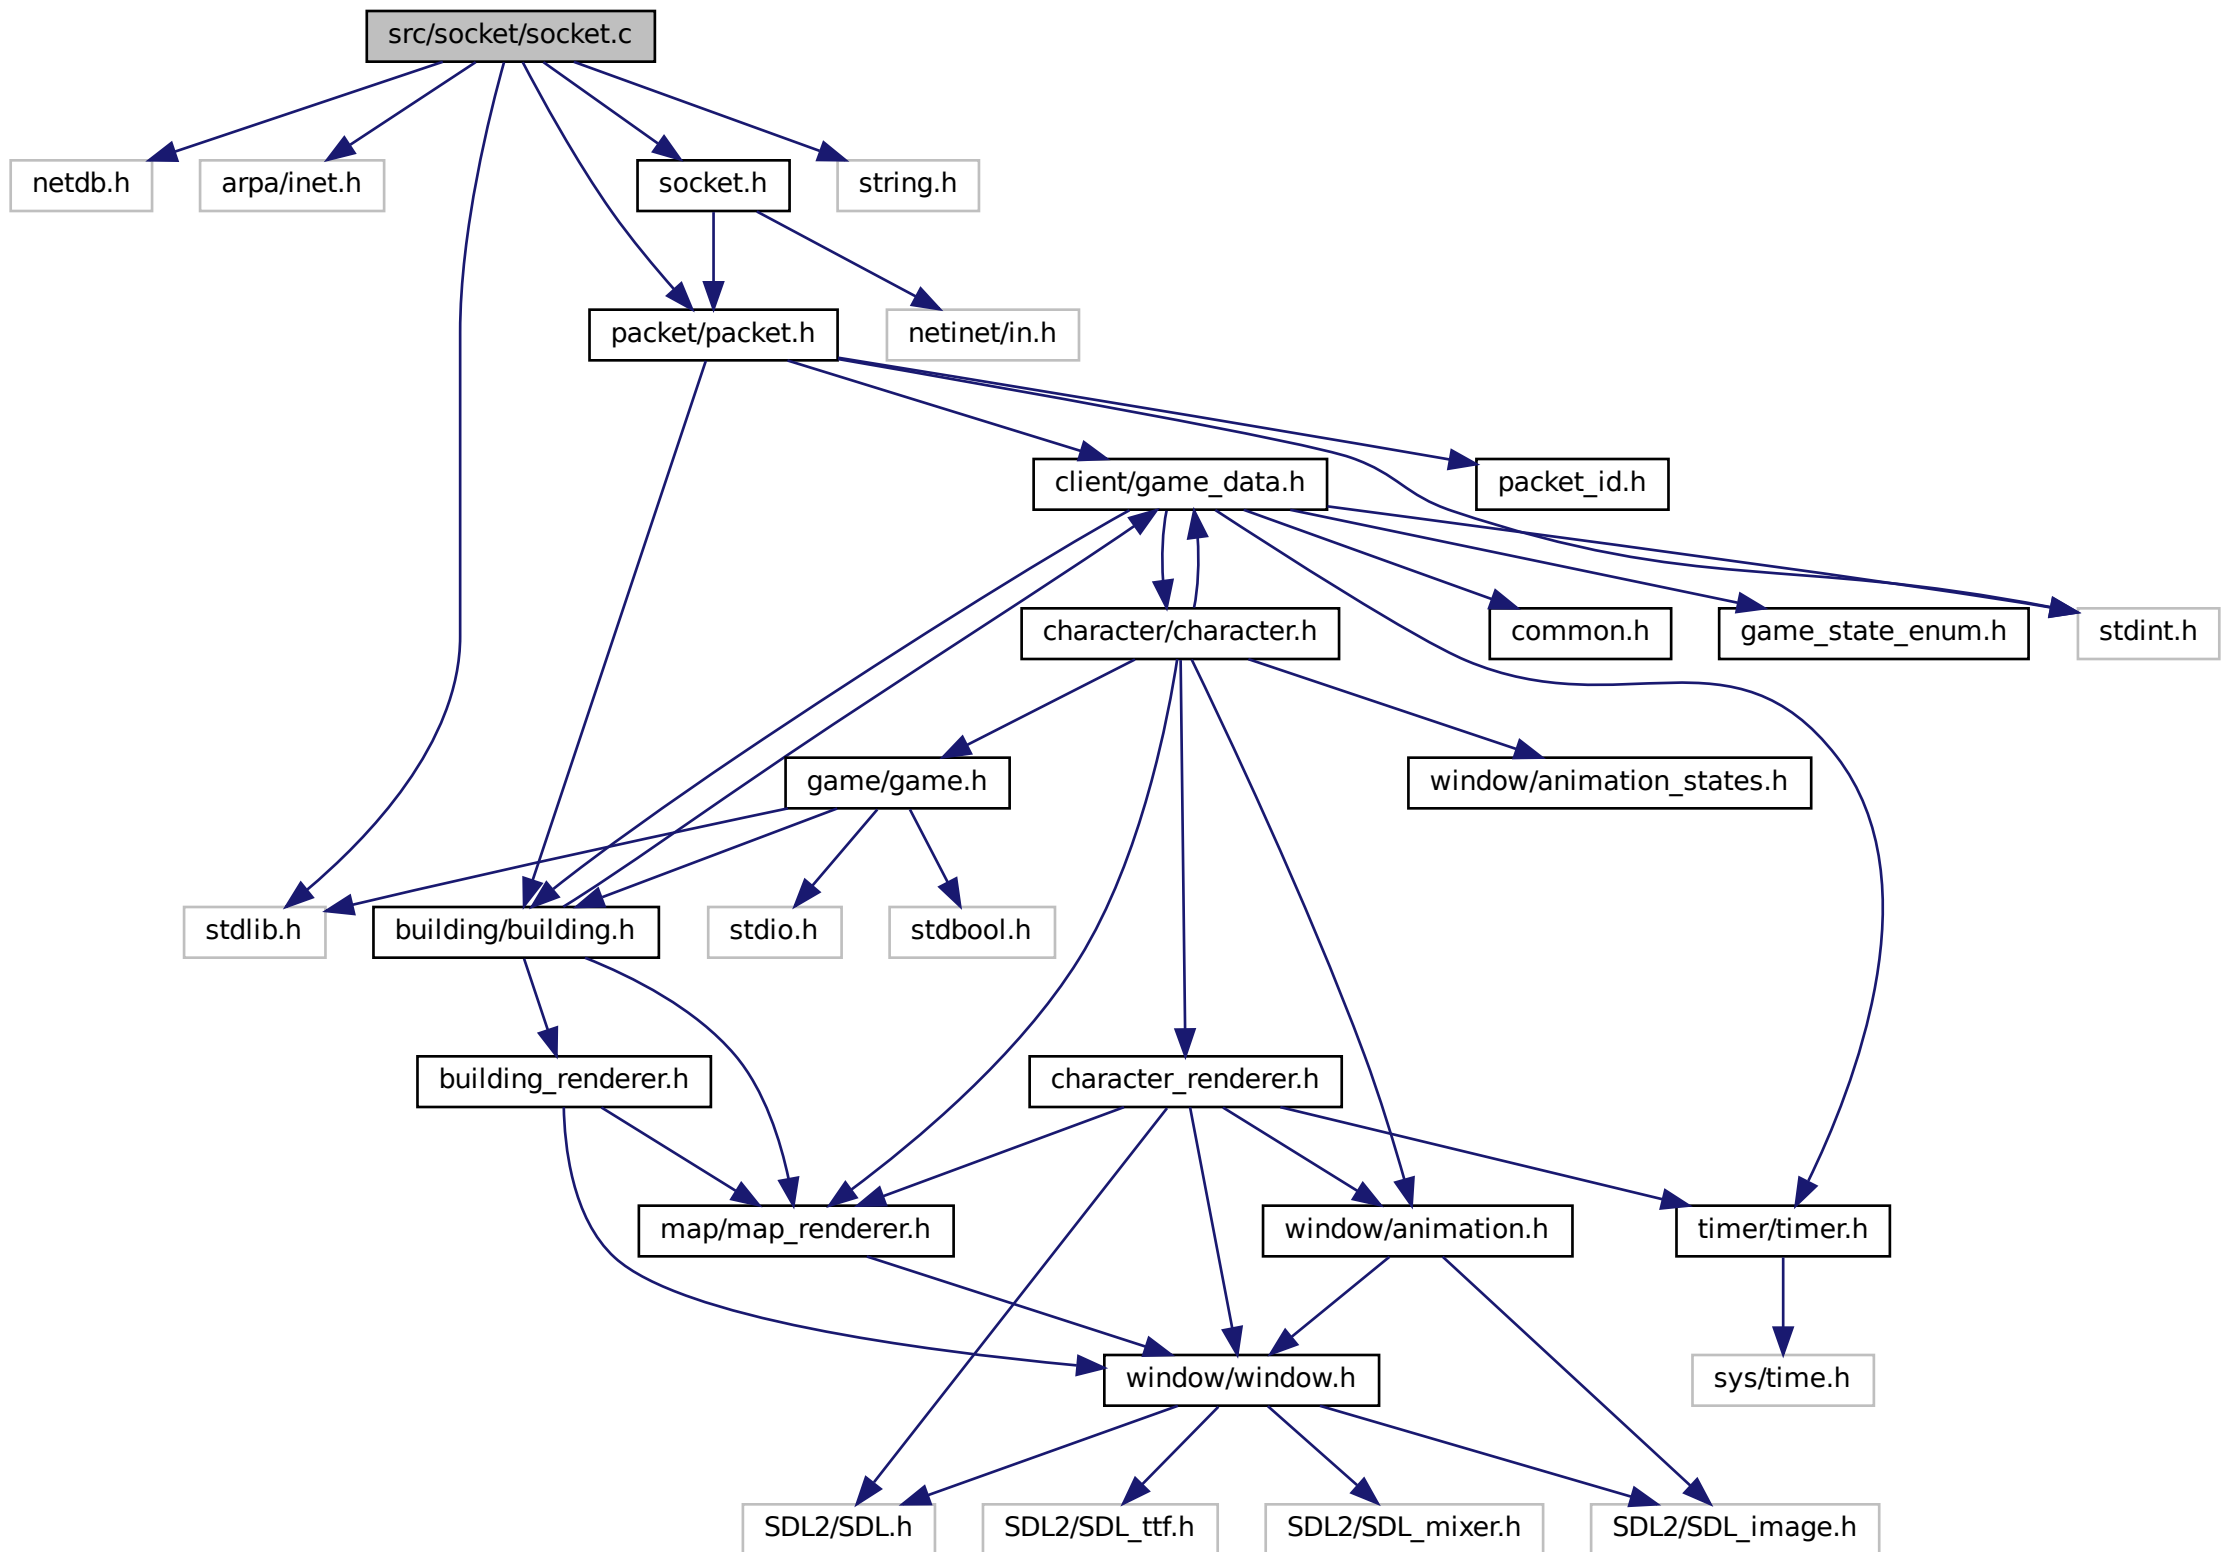 src/socket/socket.c
netdb.h
arpa/inet.h
socket.h
string.h
packet/packet.h
netinet/in.h
client/game_data.h
packet_id.h
character/character.h
common.h
game_state_enum.h
stdint.h
game/game.h
window/animation_states.h
stdlib.h
building/building.h
stdio.h
stdbool.h
building_renderer.h
character_renderer.h
map/map_renderer.h
window/animation.h
timer/timer.h
window/window.h
sys/time.h
SDL2/SDL.h
SDL2/SDL_ttf.h
SDL2/SDL_mixer.h
SDL2/SDL_image.h